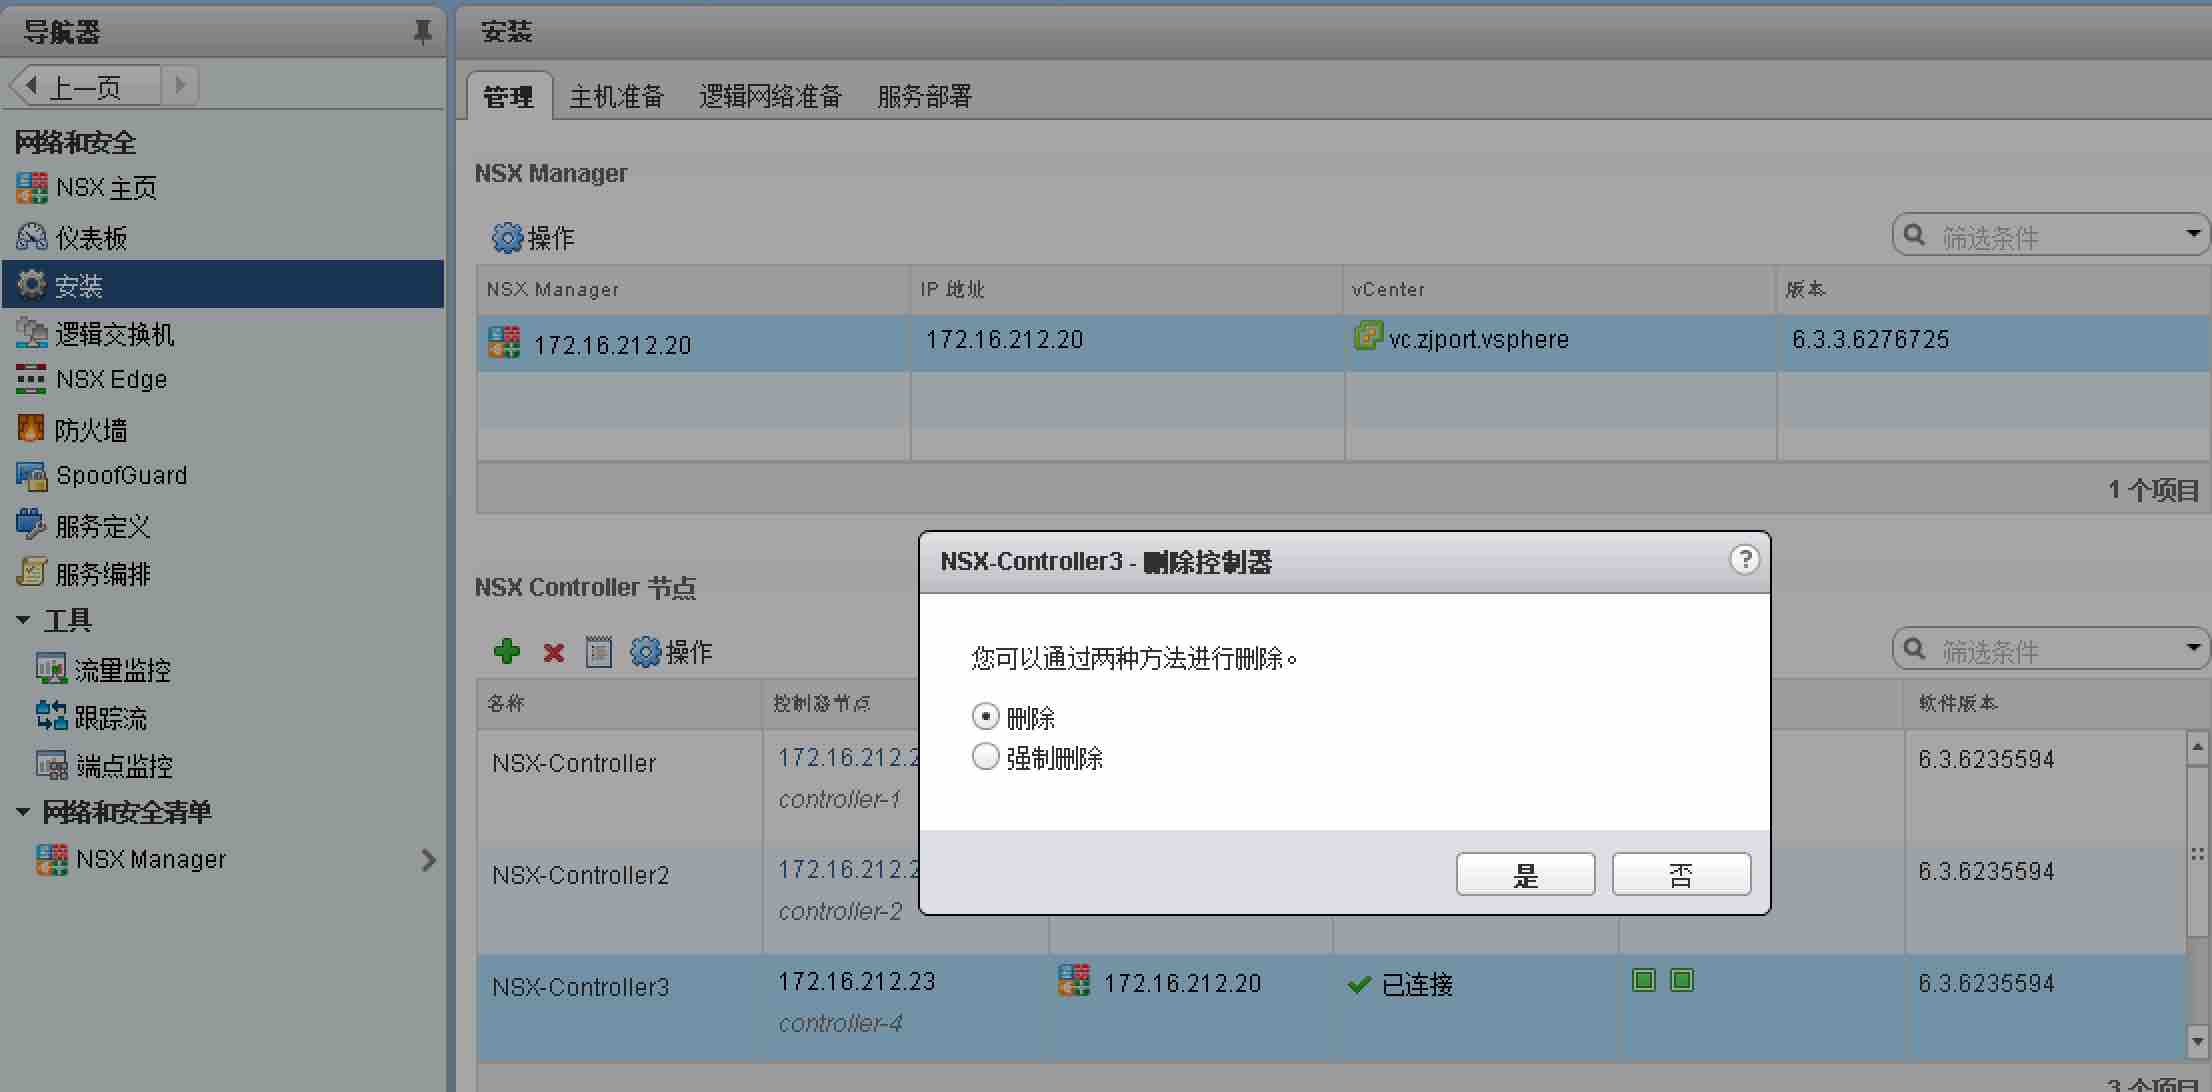 导航器
上一页
网络和安全
NSX 主页
仪表板
安装
逻辑交换机
NSX Edge
防火墙
SpoofGuard
服务定义
服务编排
工具
流量监控
跟踪流
端点监控
网络和安全清单
NSX Manager
安装
管理 主机准备 逻辑网络准备 服务部署
NSX Manager
操作 筛选条件
NSX Manager IP 地址 vCenter 版本
172.16.212.20 172.16.212.20 vc.zjport.vsphere 6.3.3.6276725
1 个项目
NSX Controller 节点
操作 筛选条件
名称 控制器节点 软件版本
NSX-Controller 172.16.212.2 6.3.6235594
controller-1
NSX-Controller2 172.16.212.2 6.3.6235594
controller-2
NSX-Controller3 172.16.212.23 172.16.212.20 已连接 6.3.6235594
controller-4
3 个项目
NSX-Controller3 - 删除控制器 ?
您可以通过两种方法进行删除。
删除
强制删除
是 否